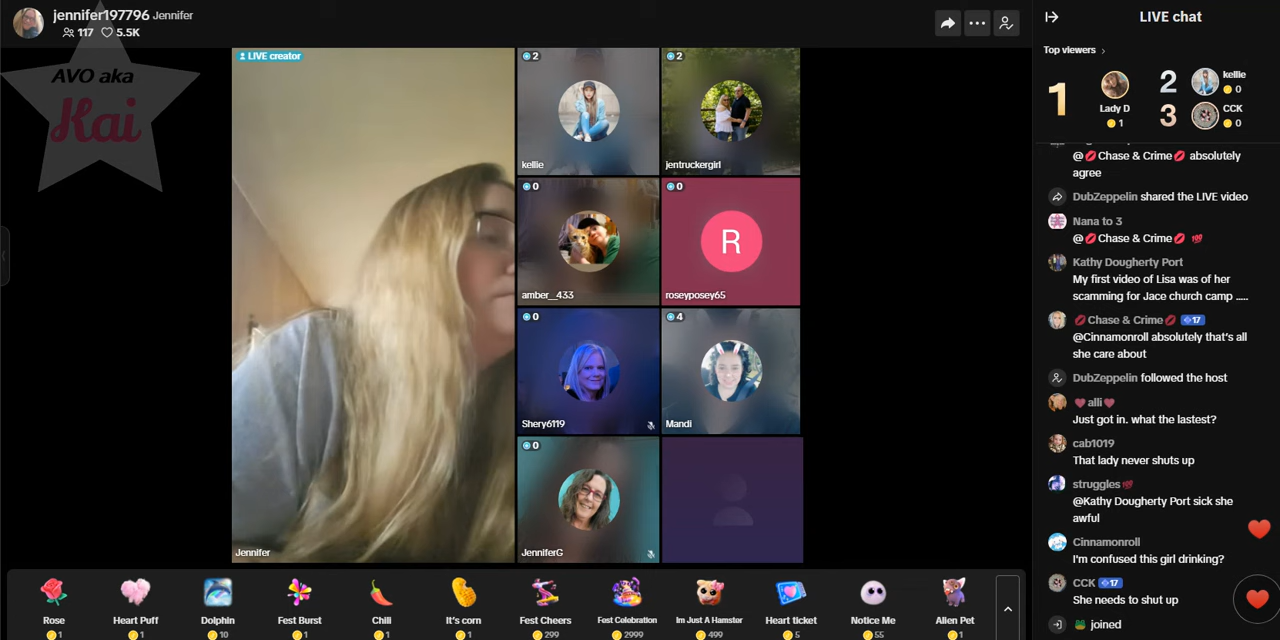 jennifer197796 Jennifer
117 5.5K
AVO aka
Kai
LIVE creator
Jennifer
2
kellie
2
jentruckergirl
0
amber__433
0
R
roseyposey65
0
Shery6119
4
Mandi
0
JenniferG
Rose
1
Heart Puff
1
Dolphin
10
Fest Burst
1
Chili
1
It's corn
1
Fest Cheers
299
Fest Celebration
2999
Im Just A Hamster
499
Heart ticket
5
Notice Me
55
Alien Pet
1
LIVE chat
Top viewers
1
Lady D
1
2
kellie
0
3
CCK
0
@💋Chase & Crime💋 absolutely
agree
DubZeppelin shared the LIVE video
Nana to 3
@💋Chase & Crime💋 💯
Kathy Dougherty Port
My first video of Lisa was of her
scamming for Jace church camp .....
💋Chase & Crime💋 17
@Cinnamonroll absolutely that's all
she care about
DubZeppelin followed the host
❤️alli❤️
Just got in. what the lastest?
cab1019
That lady never shuts up
struggles💯
@Kathy Dougherty Port sick she
awful
Cinnamonroll
I'm confused this girl drinking?
CCK 17
She needs to shut up
🐸 joined